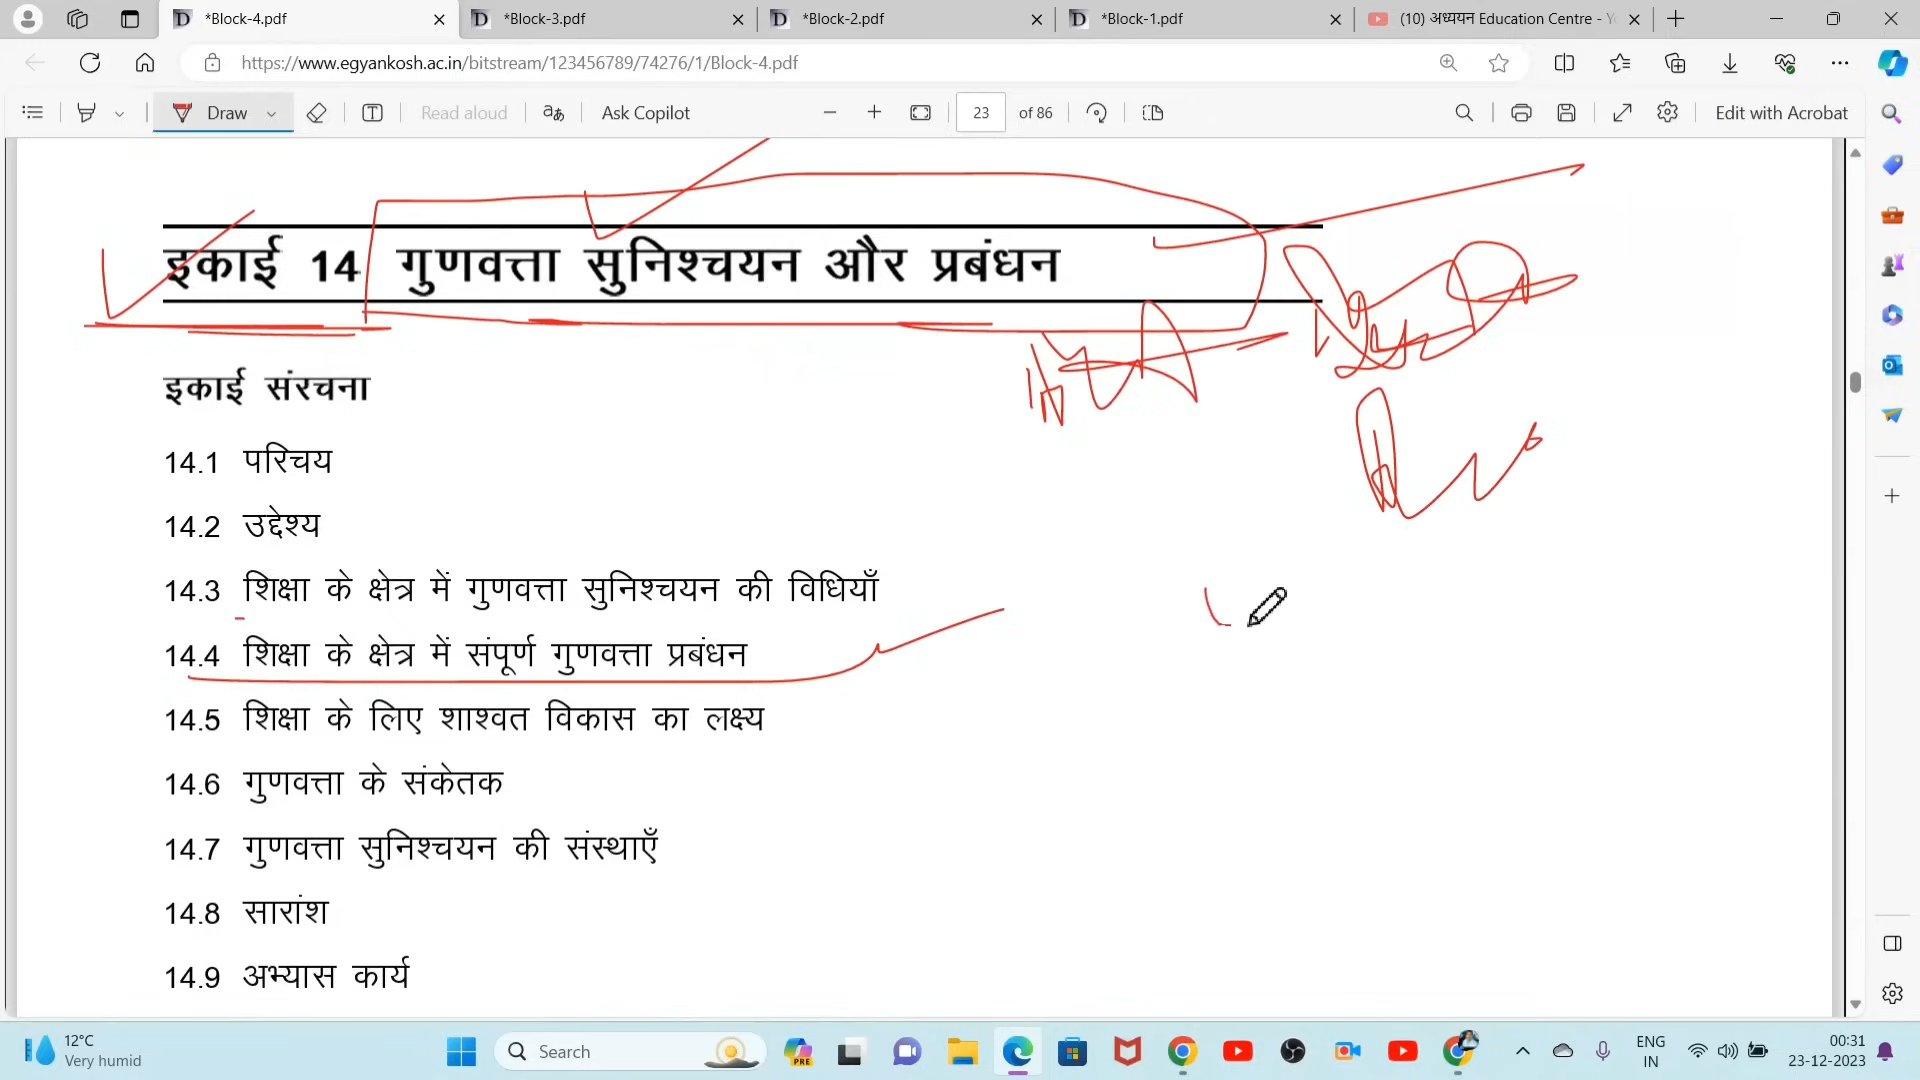 *Block-4.pdf
*Block-3.pdf
*Block-2.pdf
*Block-1.pdf
(10) अध्ययन Education Centre - Y
https://www.egyankosh.ac.in/bitstream/123456789/74276/1/Block-4.pdf
Draw
Read aloud
Ask Copilot
23 of 86
Edit with Acrobat
इकाई 14 गुणवत्ता सुनिश्चयन और प्रबंधन
इकाई संरचना
14.1 परिचय
14.2 उद्देश्य
14.3 शिक्षा के क्षेत्र में गुणवत्ता सुनिश्चयन की विधियाँ
14.4 शिक्षा के क्षेत्र में संपूर्ण गुणवत्ता प्रबंधन
14.5 शिक्षा के लिए शाश्वत विकास का लक्ष्य
14.6 गुणवत्ता के संकेतक
14.7 गुणवत्ता सुनिश्चयन की संस्थाएँ
14.8 सारांश
14.9 अभ्यास कार्य
12°C
Very humid
Search
PRE
ENG
IN
00:31
23-12-2023